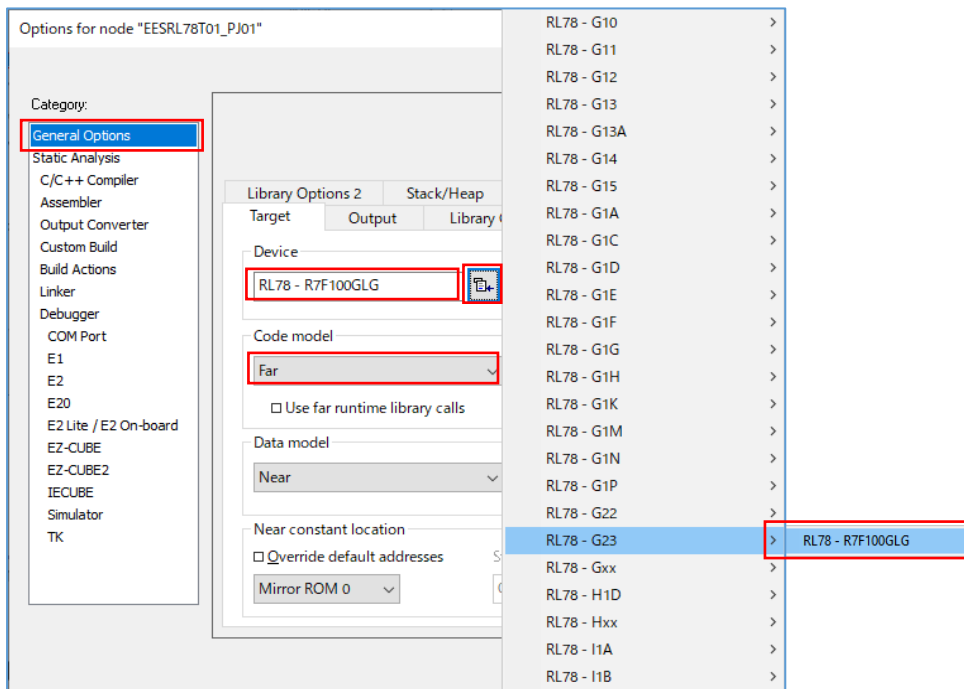 Options for node "EESRL78T01_PJ01"
Category:
General Options
Static Analysis
C/C++ Compiler
Assembler
Output Converter
Custom Build
Build Actions
Linker
Debugger
COM Port
E1
E2
E20
E2 Lite / E2 On-board
EZ-CUBE
EZ-CUBE2
IECUBE
Simulator
TK
Library Options 2
Stack/Heap
Target
Output
Library
Device
RL78 - R7F100GLG
Code model
Far
Use far runtime library calls
Data model
Near
Near constant location
Override default addresses
Mirror ROM 0
RL78 - G10
RL78 - G11
RL78 - G12
RL78 - G13
RL78 - G13A
RL78 - G14
RL78 - G15
RL78 - G1A
RL78 - G1C
RL78 - G1D
RL78 - G1E
RL78 - G1F
RL78 - G1G
RL78 - G1H
RL78 - G1K
RL78 - G1M
RL78 - G1N
RL78 - G1P
RL78 - G22
RL78 - G23
RL78 - Gxx
RL78 - H1D
RL78 - Hxx
RL78 - I1A
RL78 - I1B
RL78 - R7F100GLG